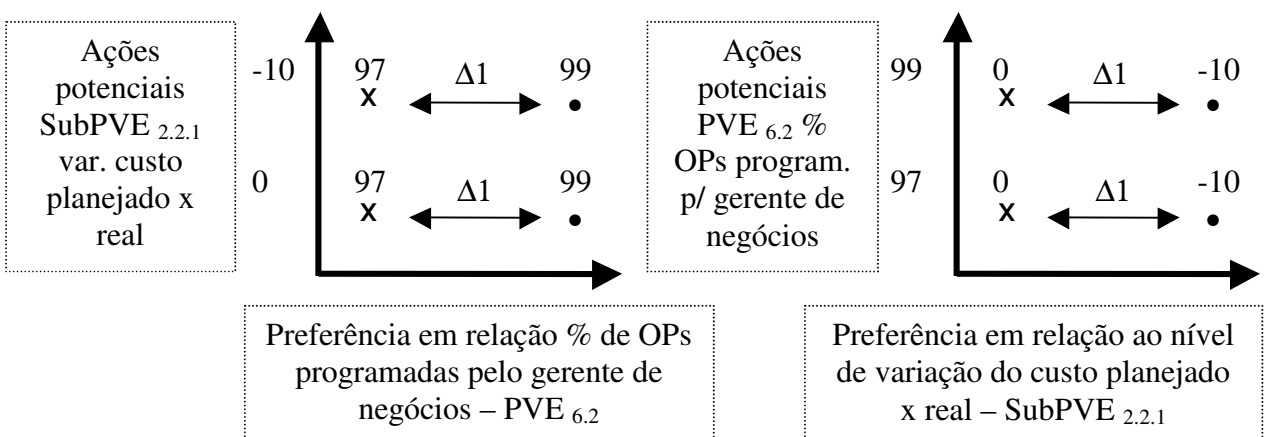 Ações
potenciais
SubPVE 2.2.1
var. custo
planejado x
real
-10
97
x
Δ1
99
•
0
97
x
Δ1
99
•
Preferência em relação % de OPs
programadas pelo gerente de
negócios – PVE 6.2
Ações
potenciais
PVE 6.2 %
OPs program.
p/ gerente de
negócios
99
0
x
Δ1
-10
•
97
0
x
Δ1
-10
•
Preferência em relação ao nível
de variação do custo planejado
x real – SubPVE 2.2.1